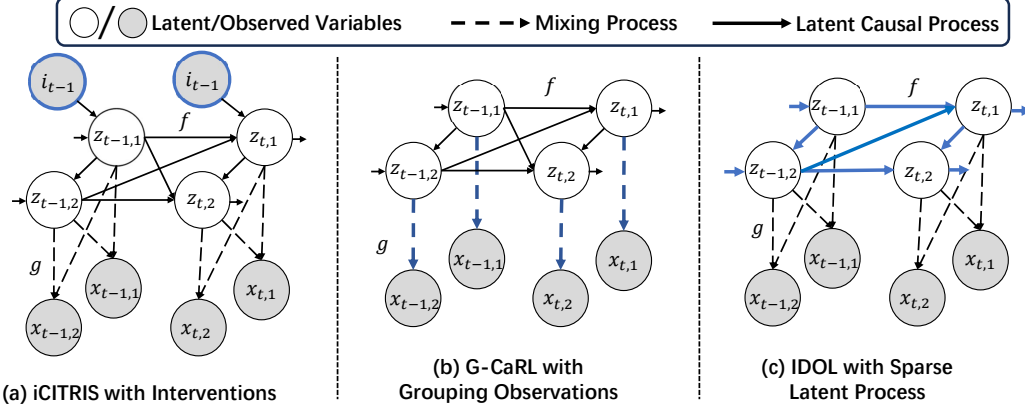 Latent/Observed Variables Mixing Process Latent Causal Process
i_{t−1} i_{t−1}
z_{t−1,1} f z_{t,1}
z_{t−1,2} z_{t,2}
g
x_{t−1,1} x_{t,1}
x_{t−1,2} x_{t,2}
(a) iCITRIS with Interventions
z_{t−1,1} f z_{t,1}
z_{t−1,2} z_{t,2}
g
x_{t−1,1} x_{t,1}
x_{t−1,2} x_{t,2}
(b) G-CaRL with
Grouping Observations
z_{t−1,1} f z_{t,1}
z_{t−1,2} z_{t,2}
g
x_{t−1,1} x_{t,1}
x_{t−1,2} x_{t,2}
(c) IDOL with Sparse
Latent Process